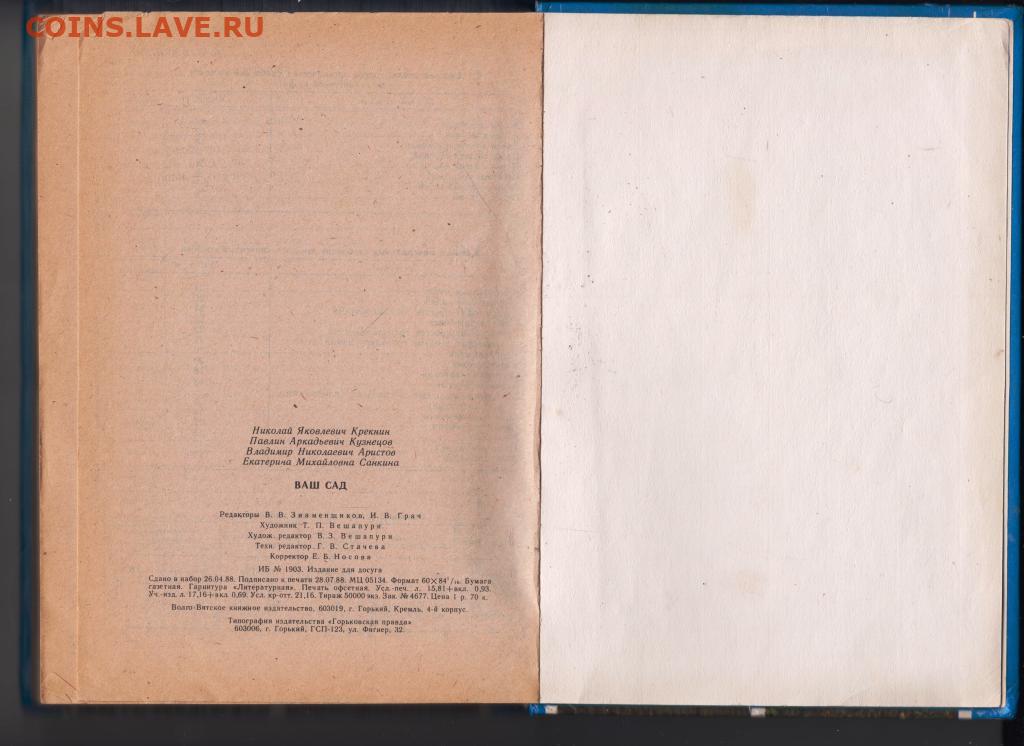 COINS.LAVE.RU
Николай Яковлевич Крекнин
Павлин Аркадьевич Кузнецов
Владимир Николаевич Аристов
Екатерина Михайловна Санкина
ВАШ САД
Редакторы В. В. Знаменщиков, И. В. Грач
Художник Т. П. Вешапури
Худож. редактор В. З. Вешапури
Техн. редактор Г. В. Стачева
Корректор Е. Б. Носова
ИБ № 1903. Издание для досуга
Сдано в набор 26.04.88. Подписано к печати 28.07.88. МЦ 05134. Формат 60×84¹/₁₆. Бумага
газетная. Гарнитура «Литературная». Печать офсетная. Усл.-печ. л. 15,81+вкл. 0,93.
Уч.-изд. л. 17,16+вкл. 0,69. Усл. кр-отт. 21,16. Тираж 50000 экз. Зак. № 4677. Цена 1 р. 70 к.
Волго-Вятское книжное издательство, 603019, г. Горький, Кремль, 4-й корпус.
Типография издательства «Горьковская правда»
603006, г. Горький, ГСП-123, ул. Фигнер, 32.